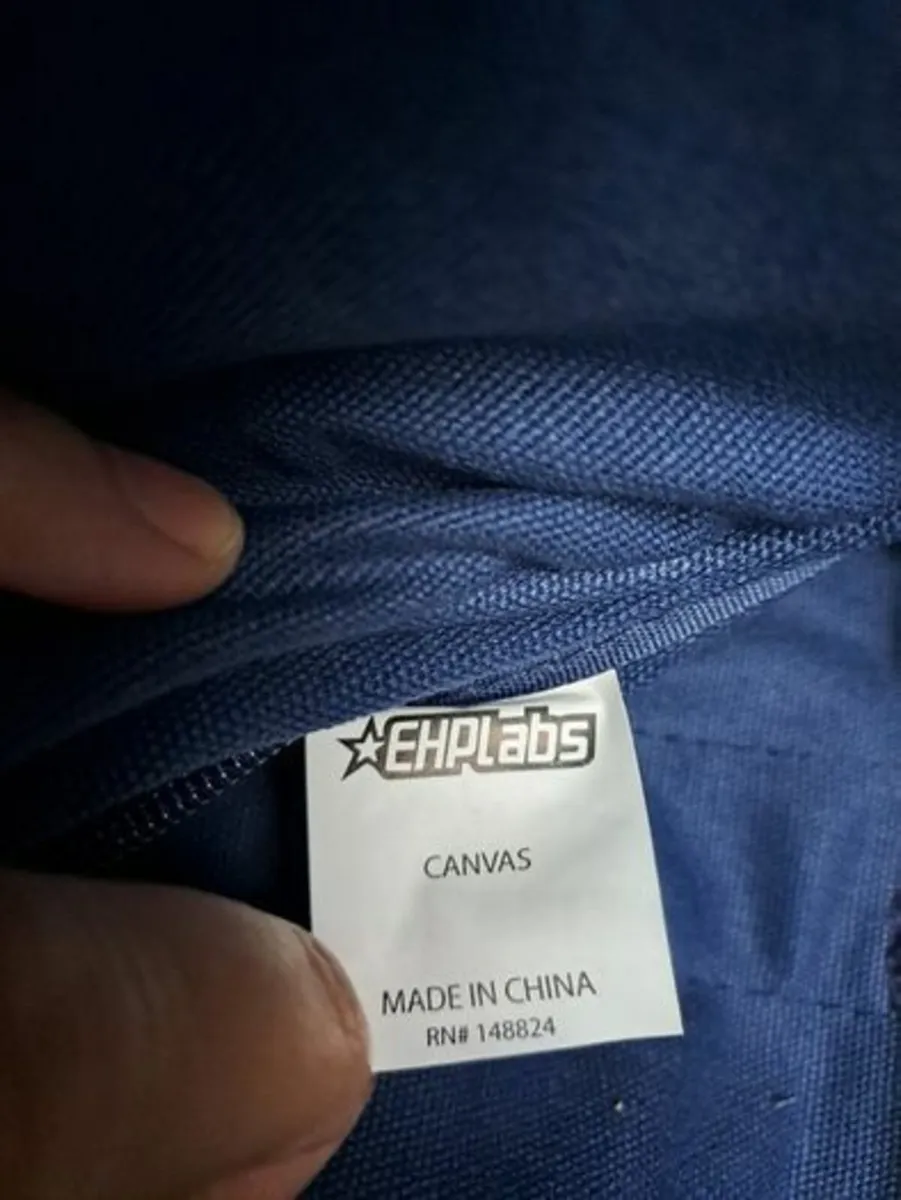 EHPlabs
CANVAS
MADE IN CHINA
RN# 148824